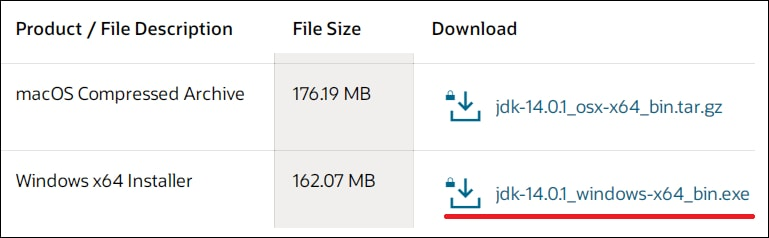 Product / File Description File Size Download
macOS Compressed Archive 176.19 MB jdk-14.0.1_osx-x64_bin.tar.gz
Windows x64 Installer 162.07 MB jdk-14.0.1_windows-x64_bin.exe